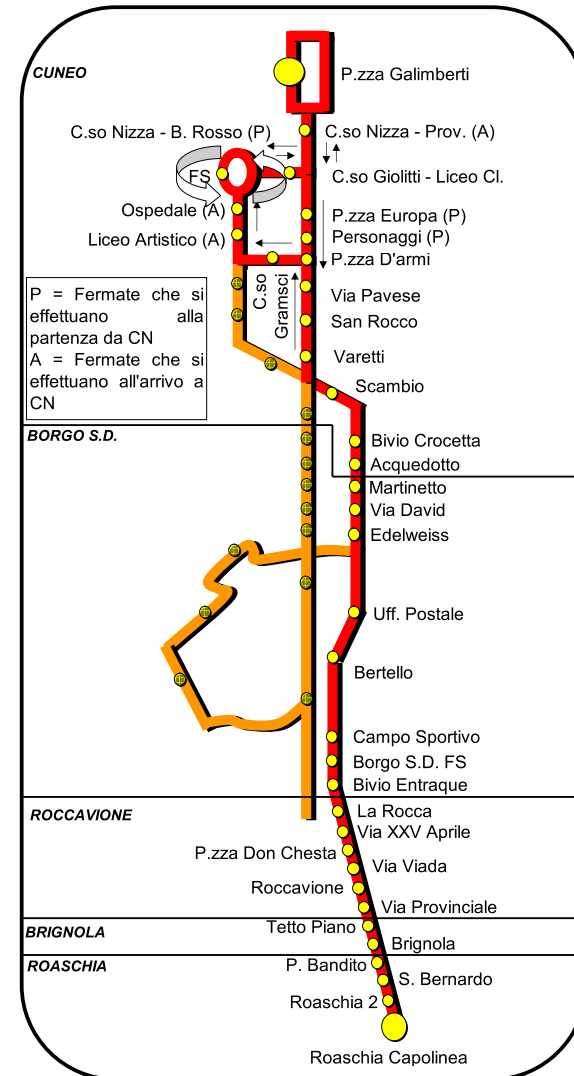 CUNEO
P.zza Galimberti
C.so Nizza - B. Rosso (P)
C.so Nizza - Prov. (A)
FS
C.so Giolitti - Liceo Cl.
Ospedale (A)
P.zza Europa (P)
Liceo Artistico (A)
Personaggi (P)
P.zza D'armi
C.so
Gramsci
Via Pavese
San Rocco
Varetti
P = Fermate che si
effettuano alla
partenza da CN
A = Fermate che si
effettuano all'arrivo a
CN
Scambio
BORGO S.D.
Bivio Crocetta
Acquedotto
Martinetto
Via David
Edelweiss
Uff. Postale
Bertello
Campo Sportivo
Borgo S.D. FS
Bivio Entraque
ROCCAVIONE
La Rocca
Via XXV Aprile
P.zza Don Chesta
Via Viada
Roccavione
Via Provinciale
Tetto Piano
BRIGNOLA
Brignola
ROASCHIA
P. Bandito
S. Bernardo
Roaschia 2
Roaschia Capolinea